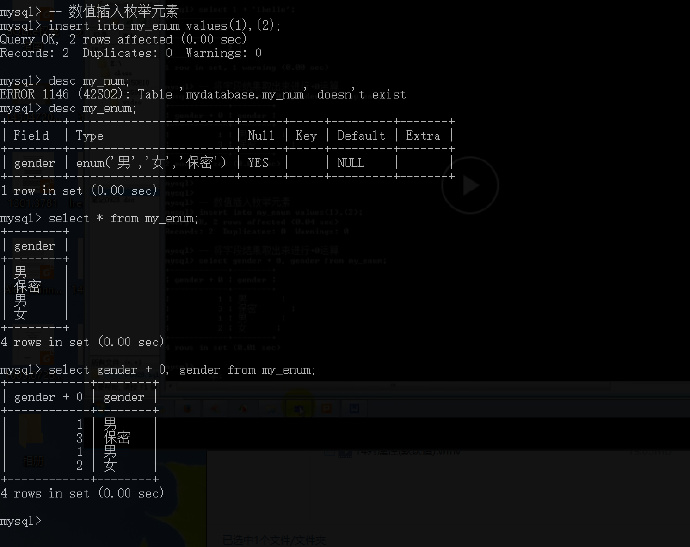 mysql> -- 数值插入枚举元素
mysql> insert into my_enum values(1),(2);
Query OK, 2 rows affected (0.00 sec)
Records: 2  Duplicates: 0  Warnings: 0
mysql> desc my_num;
ERROR 1146 (42S02): Table 'mydatabase.my_num' doesn't exist
mysql> desc my_enum;
+--------+--------------------------+------+-----+---------+-------+
| Field  | Type                     | Null | Key | Default | Extra |
+--------+--------------------------+------+-----+---------+-------+
| gender | enum('男','女','保密') | YES  |     | NULL    |       |
+--------+--------------------------+------+-----+---------+-------+
1 row in set (0.00 sec)
mysql> select * from my_enum;
+--------+
| gender |
+--------+
| 男     |
| 保密   |
| 男     |
| 女     |
+--------+
4 rows in set (0.00 sec)
mysql> select gender + 0, gender from my_enum;
+------------+--------+
| gender + 0 | gender |
+------------+--------+
|          1 | 男     |
|          3 | 保密   |
|          1 | 男     |
|          2 | 女     |
+------------+--------+
4 rows in set (0.00 sec)
mysql>